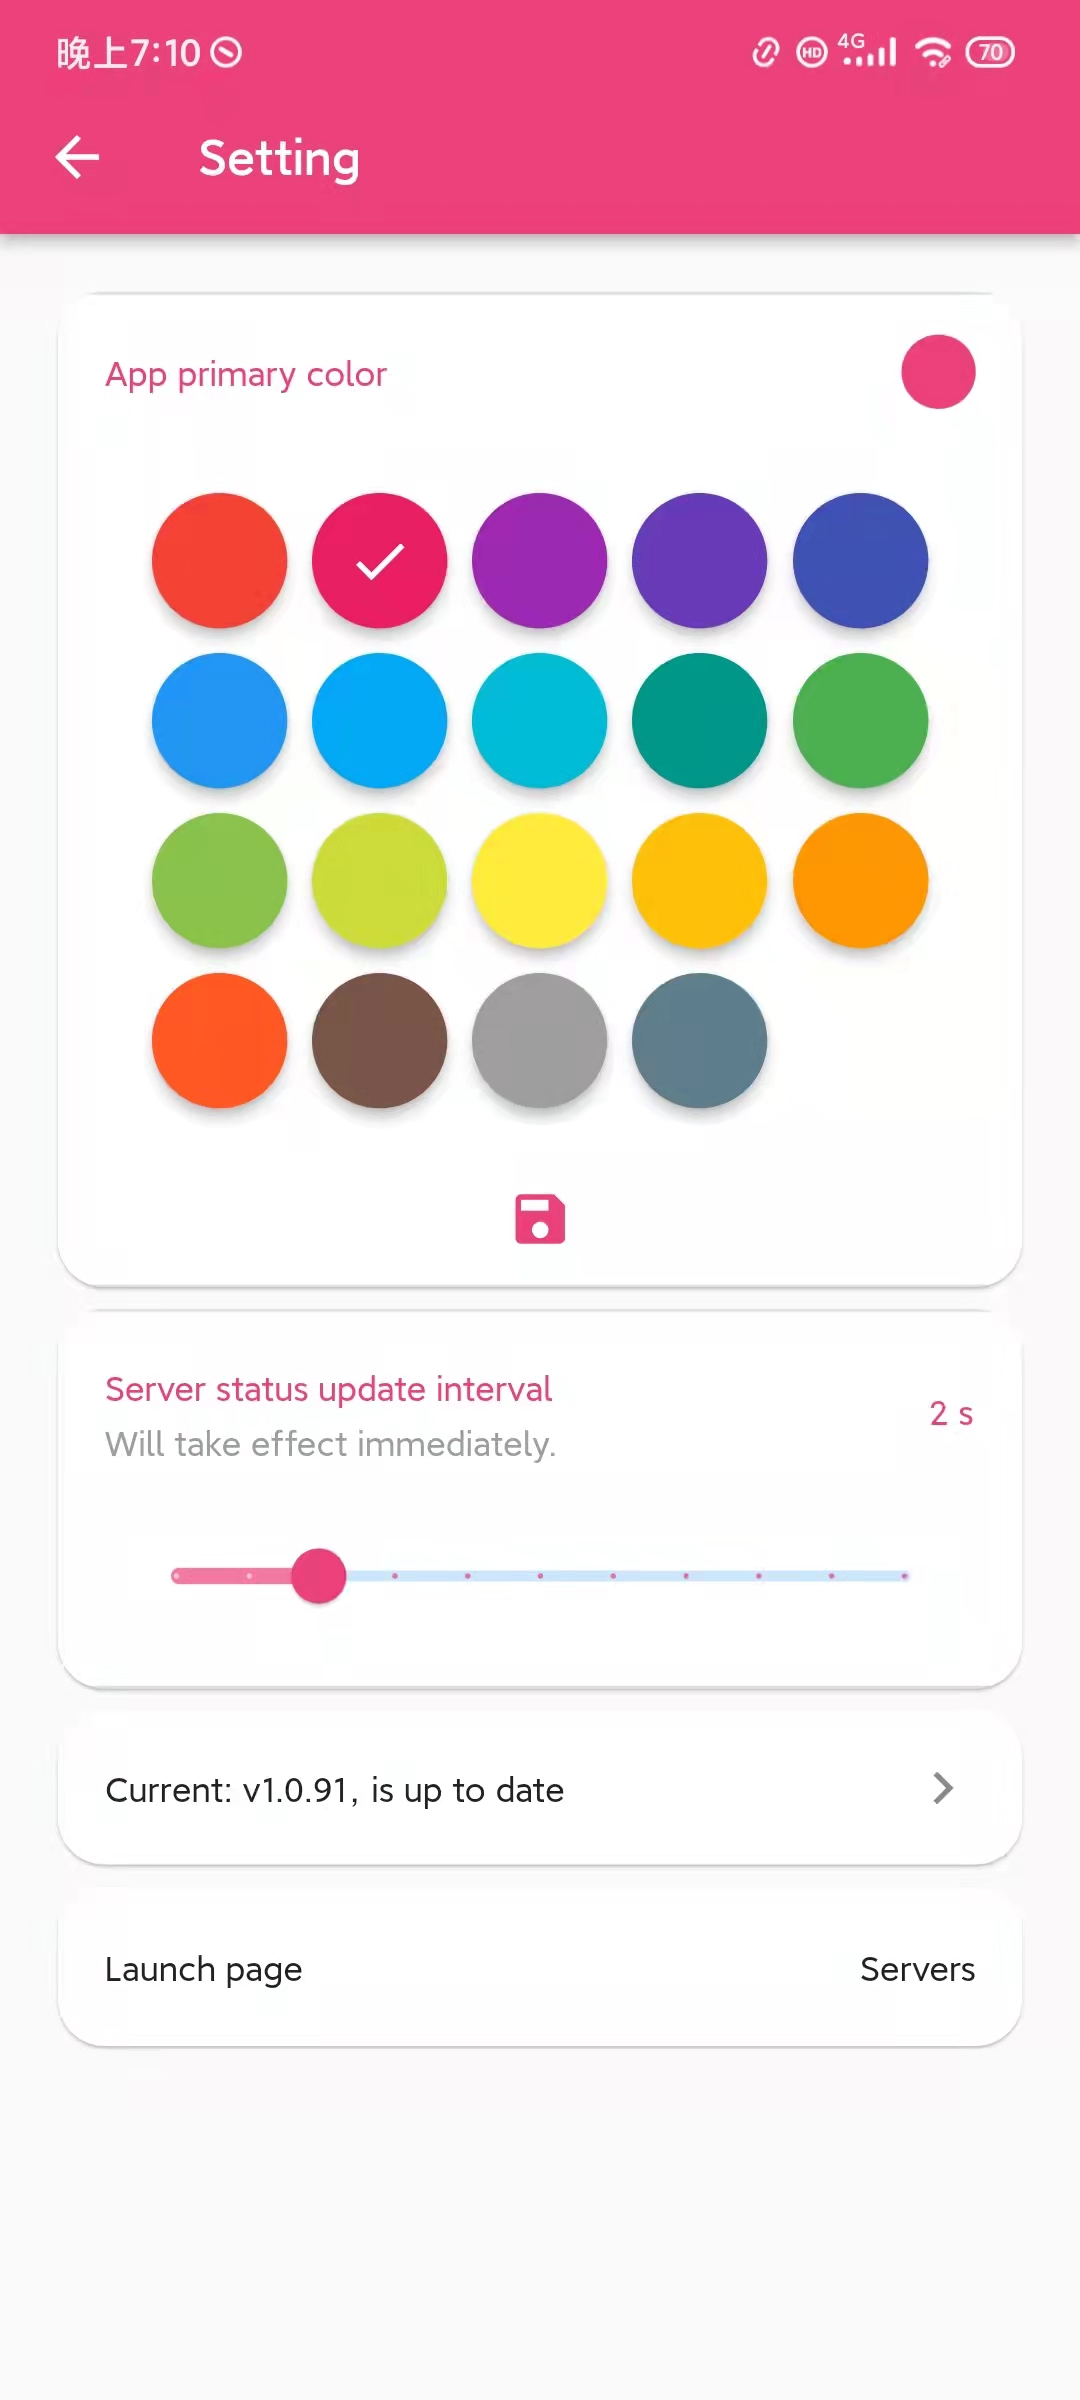 晚上7:10 HD 4G 70
Setting
App primary color
Server status update interval
2 s
Will take effect immediately.
Current: v1.0.91, is up to date
Launch page Servers